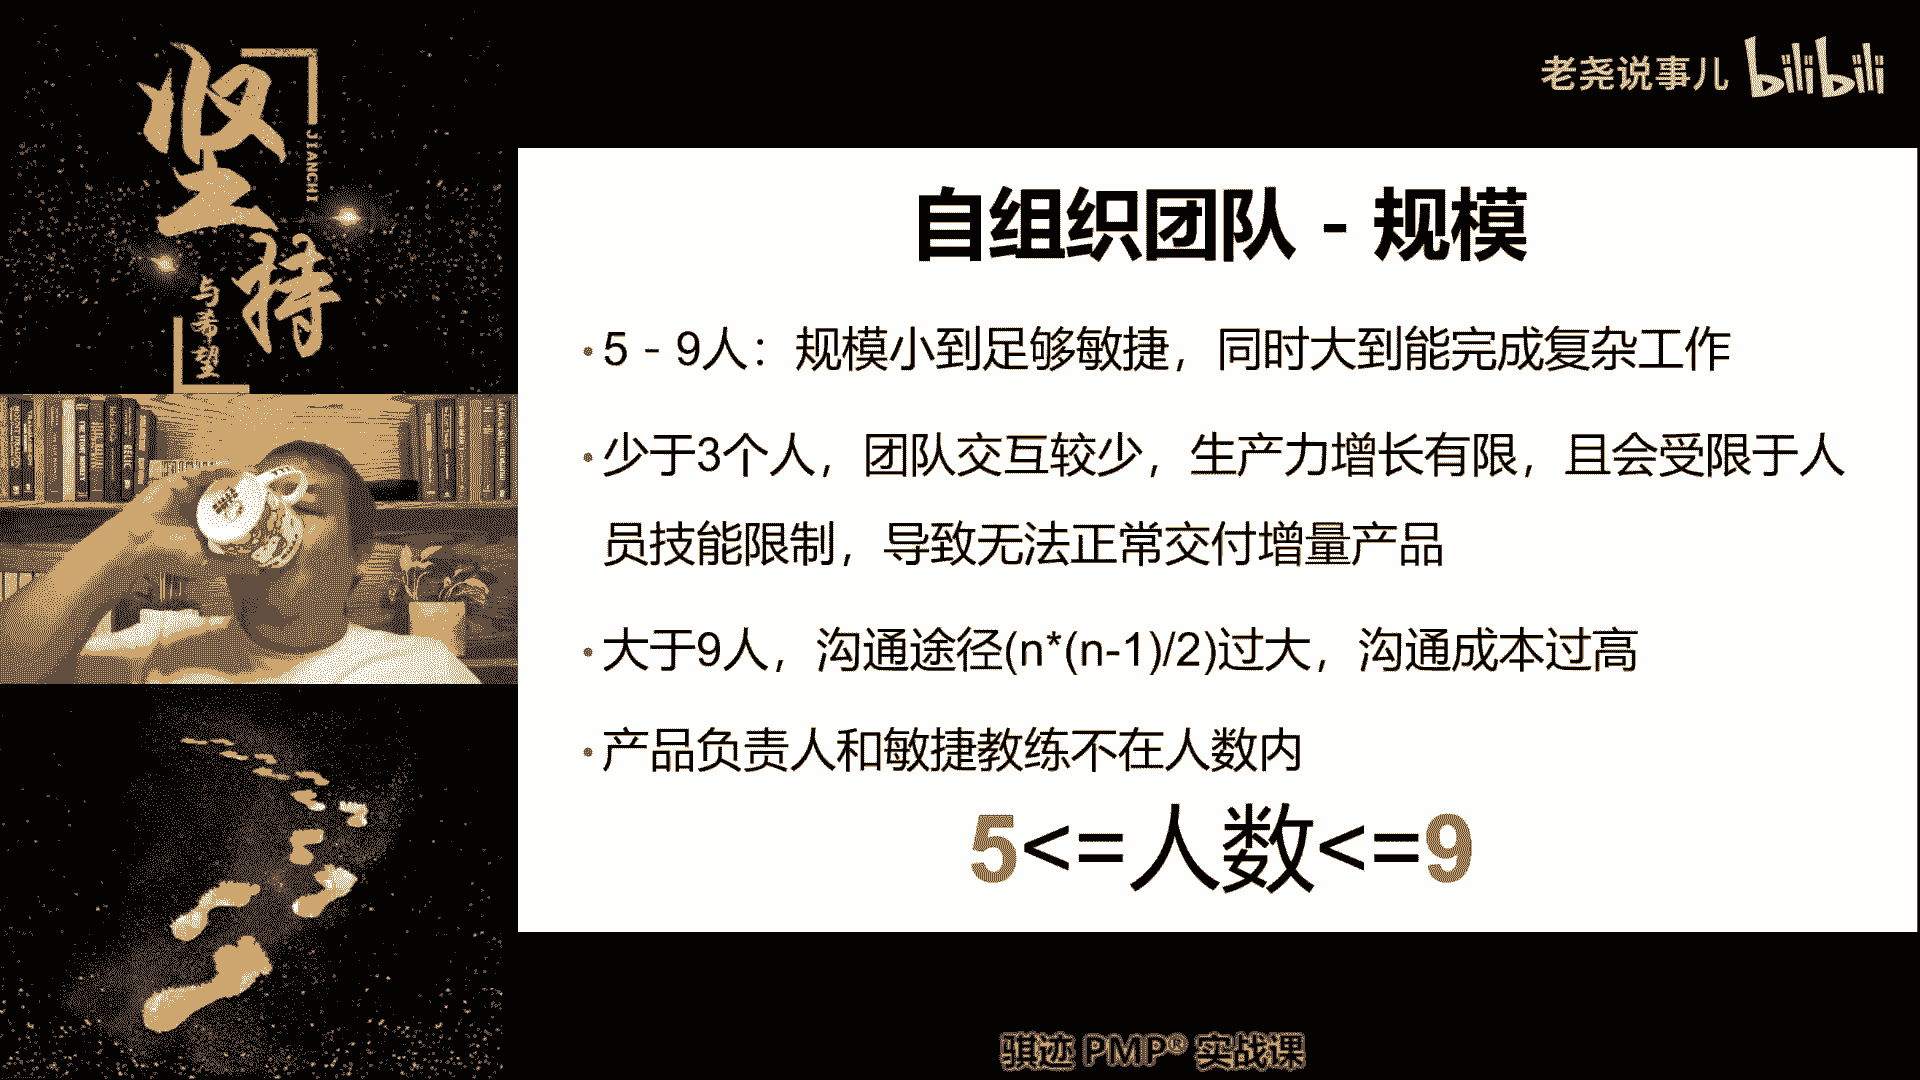 坚持
JIANCHI
与希望
老尧说事儿 bilibili
自组织团队 - 规模
·5 - 9人：规模小到足够敏捷，同时大到能完成复杂工作
·少于3个人，团队交互较少，生产力增长有限，且会受限于人
员技能限制，导致无法正常交付增量产品
·大于9人，沟通途径(n*(n-1)/2)过大，沟通成本过高
·产品负责人和敏捷教练不在人数内
5<=人数<=9
骐迹 PMP® 实战课